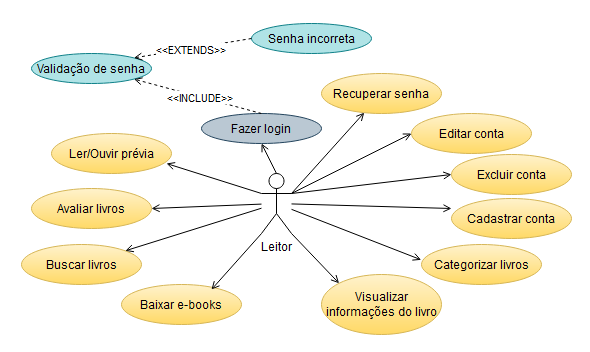 Senha incorreta
<<EXTENDS>>
Validação de senha
<<INCLUDE>>
Recuperar senha
Fazer login
Editar conta
Ler/Ouvir prévia
Excluir conta
Avaliar livros
Cadastrar conta
Leitor
Buscar livros
Categorizar livros
Baixar e-books
Visualizar
informações do livro